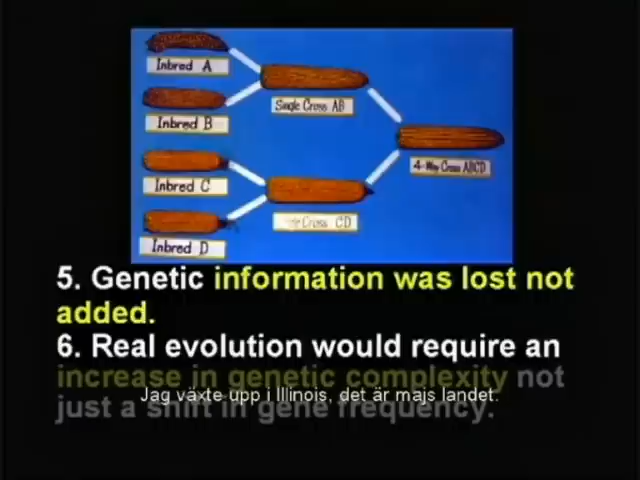 Inbred A
Inbred B
Single Cross AB
Inbred C
Inbred D
Cross CD
4-Way Cross ABCD
5. Genetic information was lost not
added.
6. Real evolution would require an
increase in genetic complexity not
just a shift in gene frequency.
Jag växte upp i Illinois, det är majs landet.